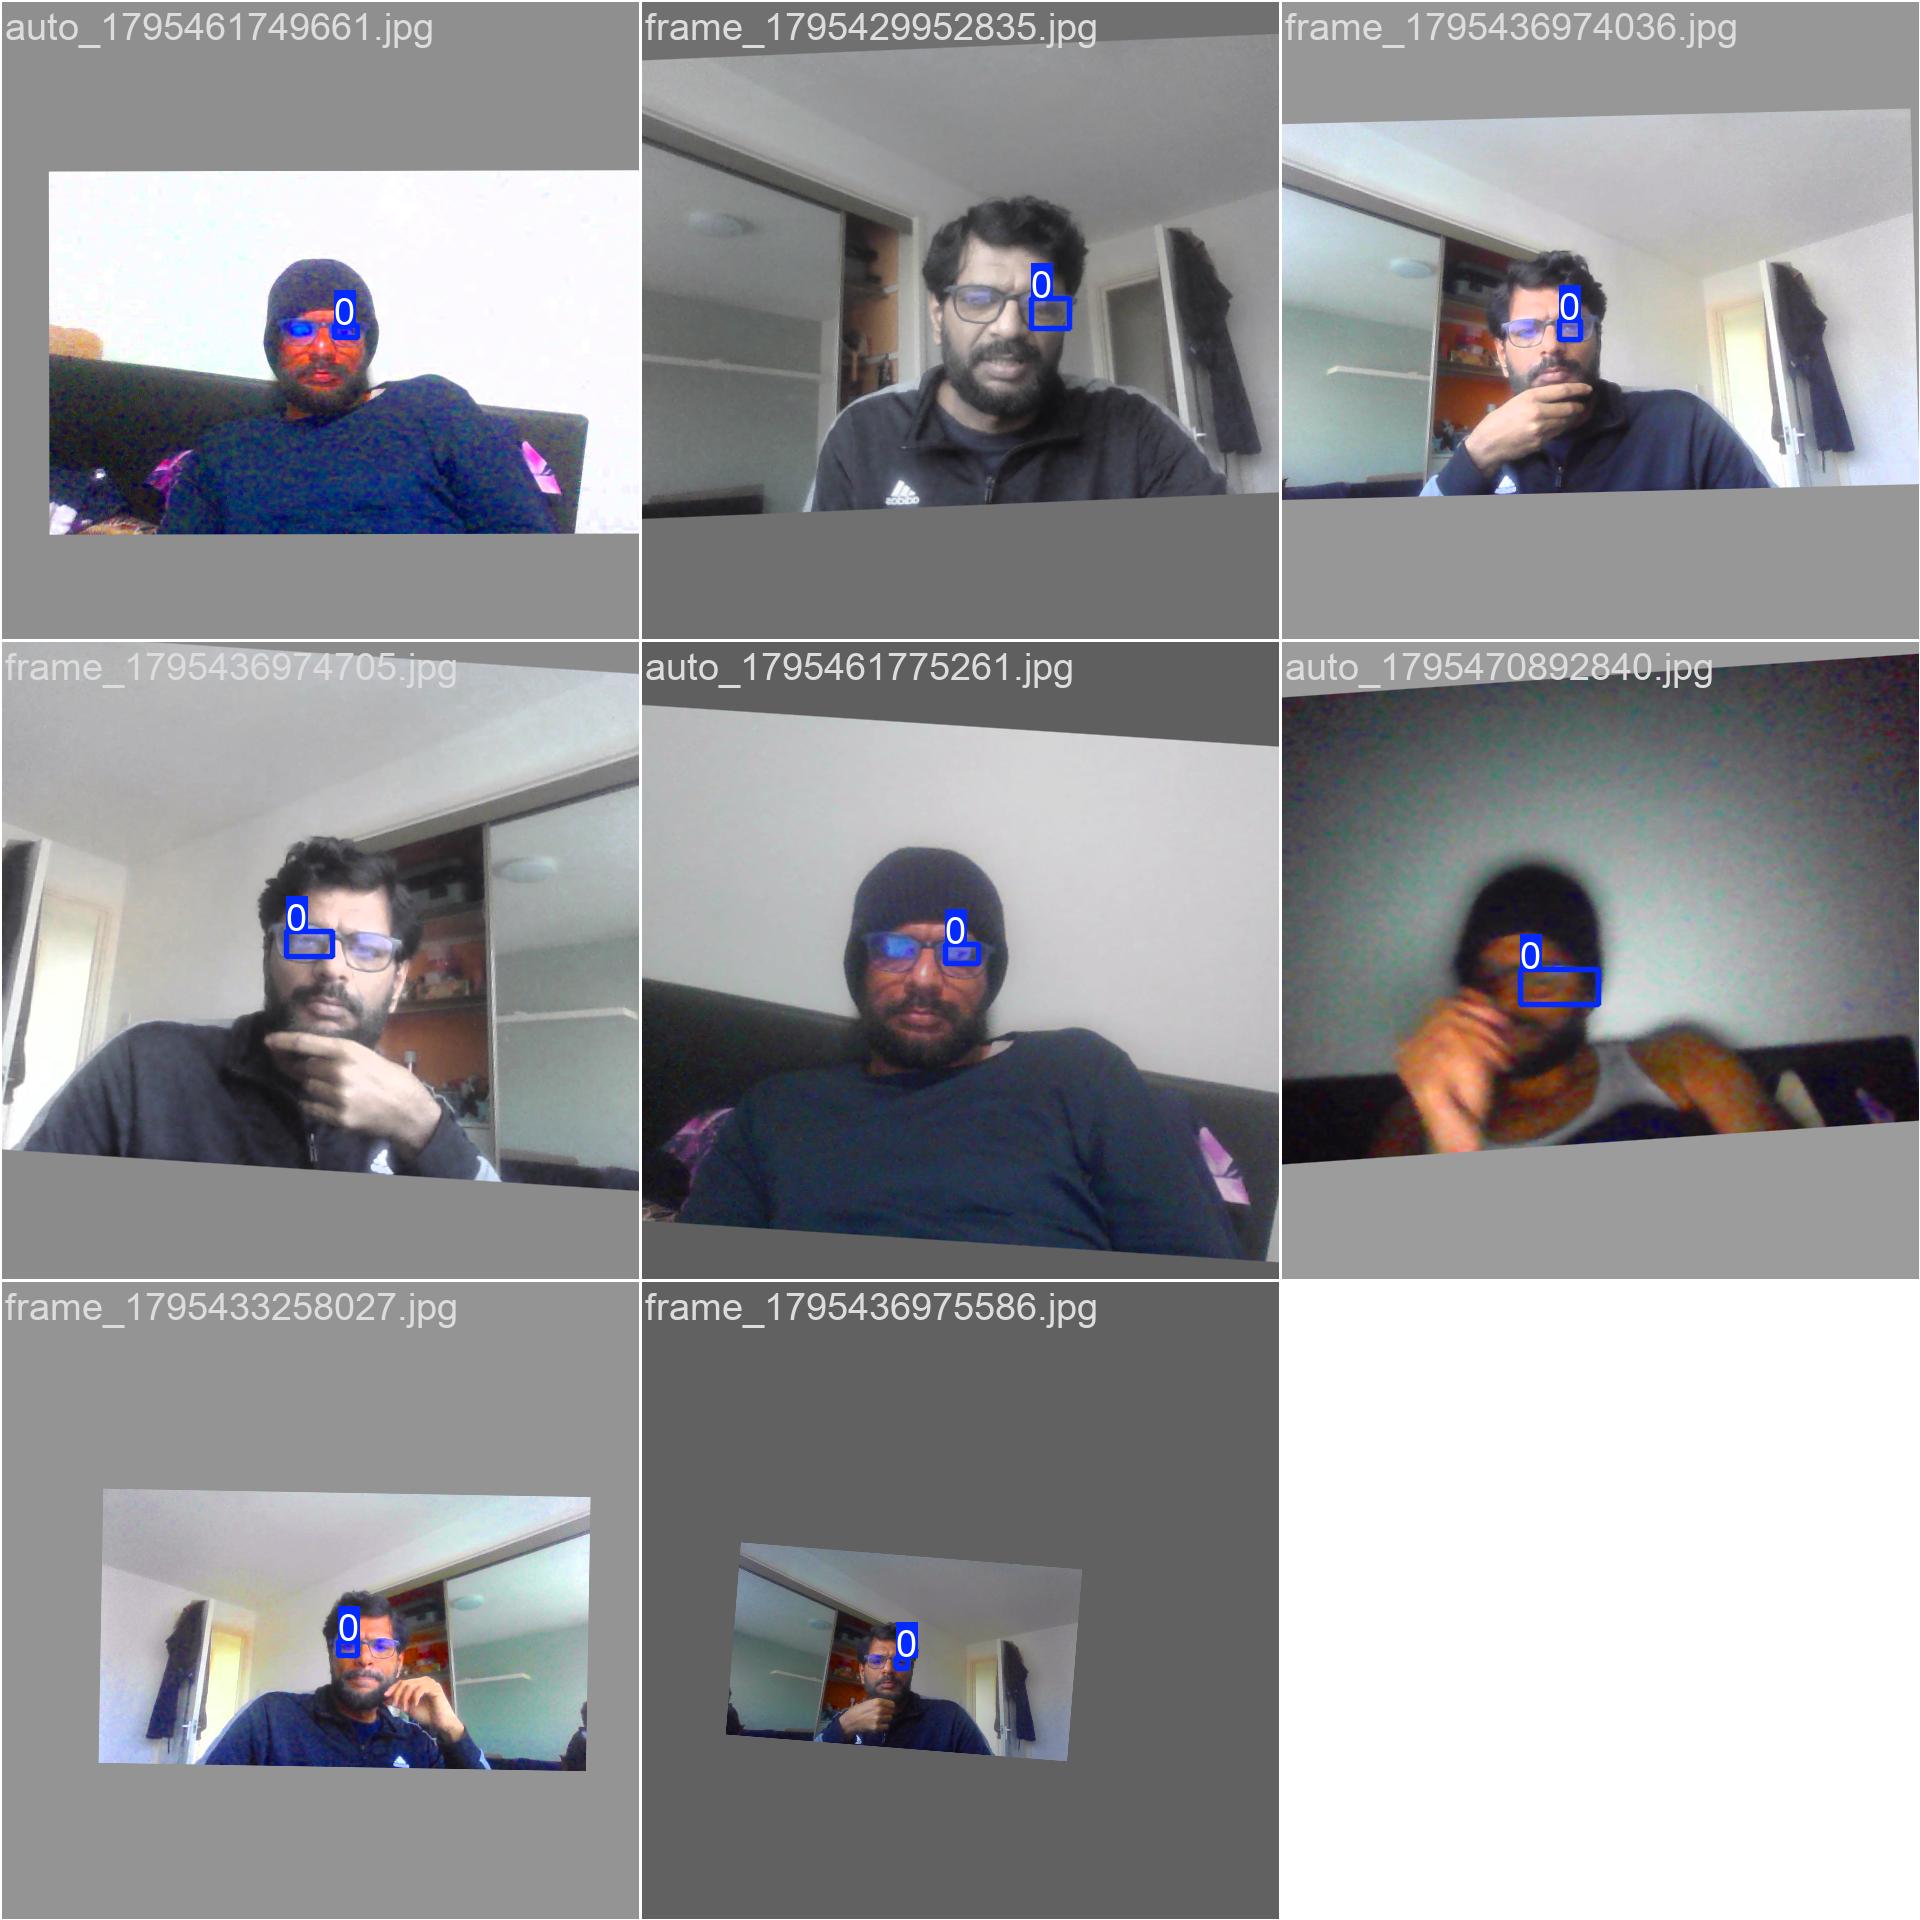 auto_1795461749661.jpg
frame_1795429952835.jpg
frame_1795436974036.jpg
0
0
0
adidas
frame_1795436974705.jpg
auto_1795461775261.jpg
auto_1795470892840.jpg
0
0
0
frame_1795433258027.jpg
frame_1795436975586.jpg
0
0